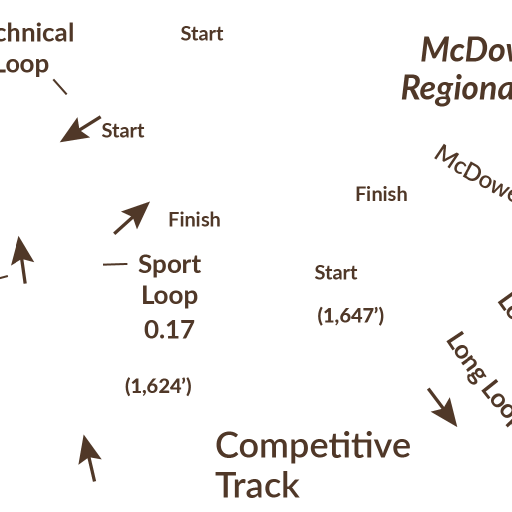 chnical
Loop
Start
McDow
Regiona
Start
McDowe
Finish
Finish
Sport
Loop
0.17
Start
(1,647’)
Long Loop
(1,624’)
Competitive
Track